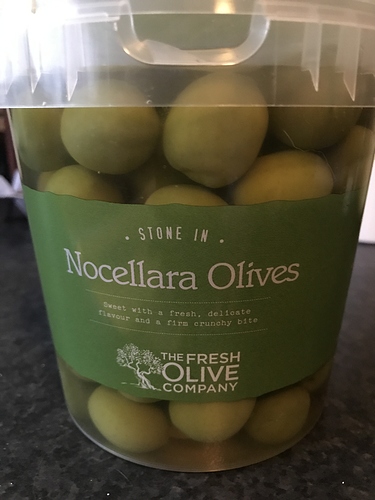 • STONE IN •
Nocellara Olives
Sweet with a fresh, delicate
flavour and a firm crunchy bite
THE FRESH
OLIVE
COMPANY